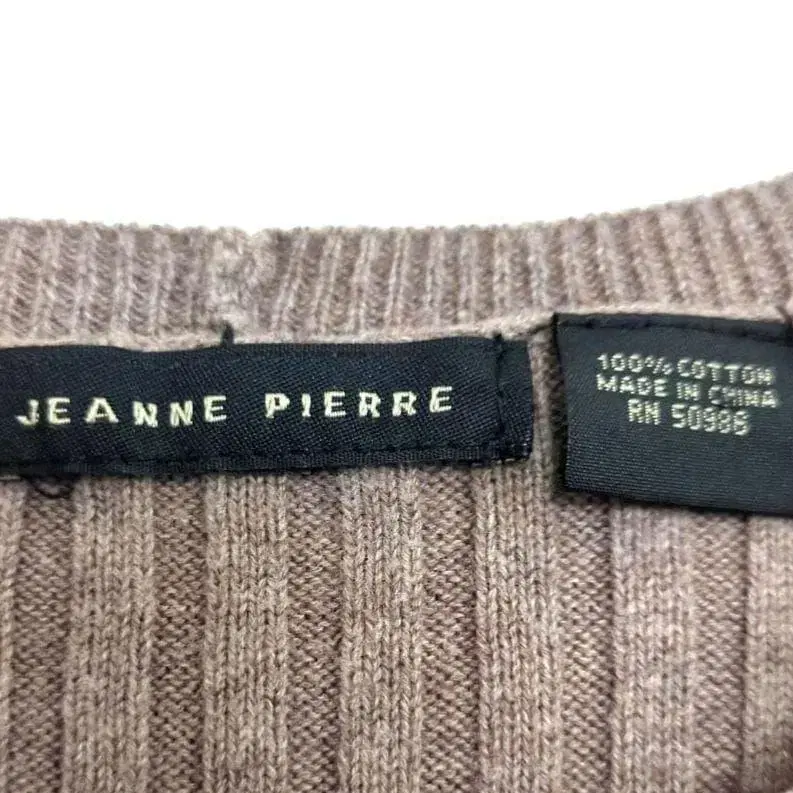 JEANNE PIERRE
100% COTTON
MADE IN CHINA
RN 50986